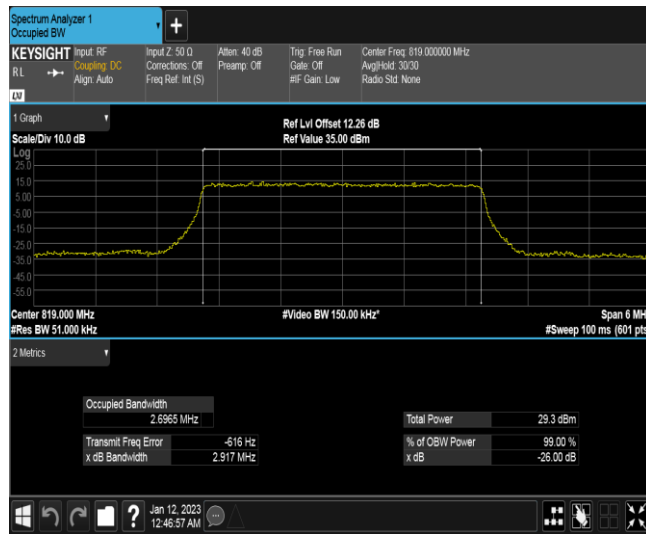 Spectrum Analyzer 1
Occupied BW
+
KEYSIGHT
RL
LXI
Input: RF
Coupling: DC
Align: Auto
Input Z: 50 Ω
Corrections: Off
Freq Ref: Int (S)
Atten: 40 dB
Preamp: Off
Trig: Free Run
Gate: Off
#IF Gain: Low
Center Freq: 819.000000 MHz
Avg|Hold: 30/30
Radio Std: None
1 Graph
Scale/Div 10.0 dB
Ref Lvl Offset 12.26 dB
Ref Value 35.00 dBm
Log
25.0
15.0
5.00
-5.00
-15.0
-25.0
-35.0
-45.0
-55.0
Center 819.000 MHz
#Res BW 51.000 kHz
#Video BW 150.00 kHz*
Span 6 MH
#Sweep 100 ms (601 pts
2 Metrics
Occupied Bandwidth
2.6965 MHz
Transmit Freq Error -616 Hz
x dB Bandwidth 2.917 MHz
Total Power 29.3 dBm
% of OBW Power 99.00 %
x dB -26.00 dB
?
Jan 12, 2023
12:46:57 AM